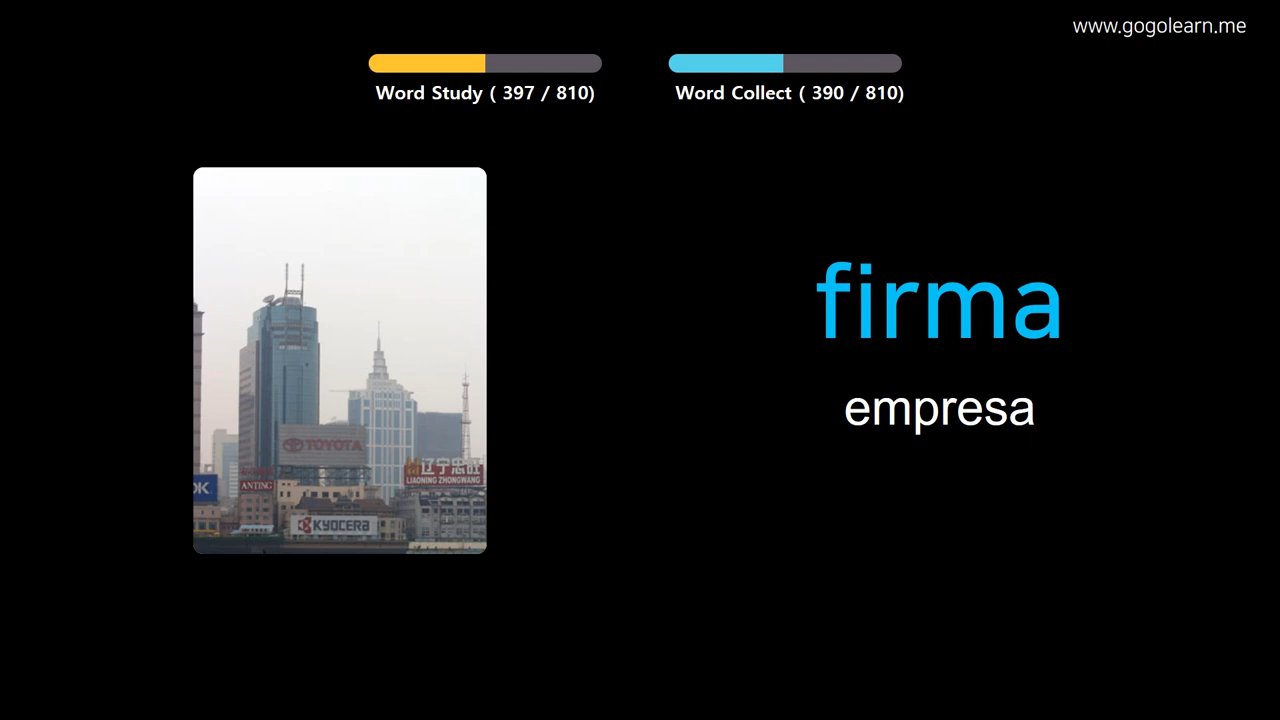 www.gogolearn.me
Word Study ( 397 / 810)
Word Collect ( 390 / 810)
firma
empresa
TOYOTA
辽宁忠旺
LIAONING ZHONGWANG
OK
ANTING
KYOCERA